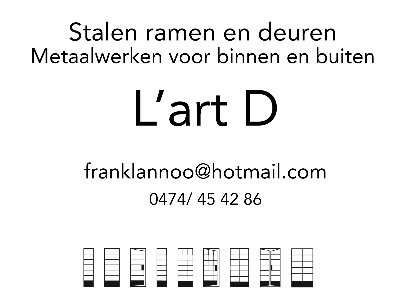 Stalen ramen en deuren
Metaalwerken voor binnen en buiten
L'art D
franklannoo@hotmail.com
0474/ 45 42 86